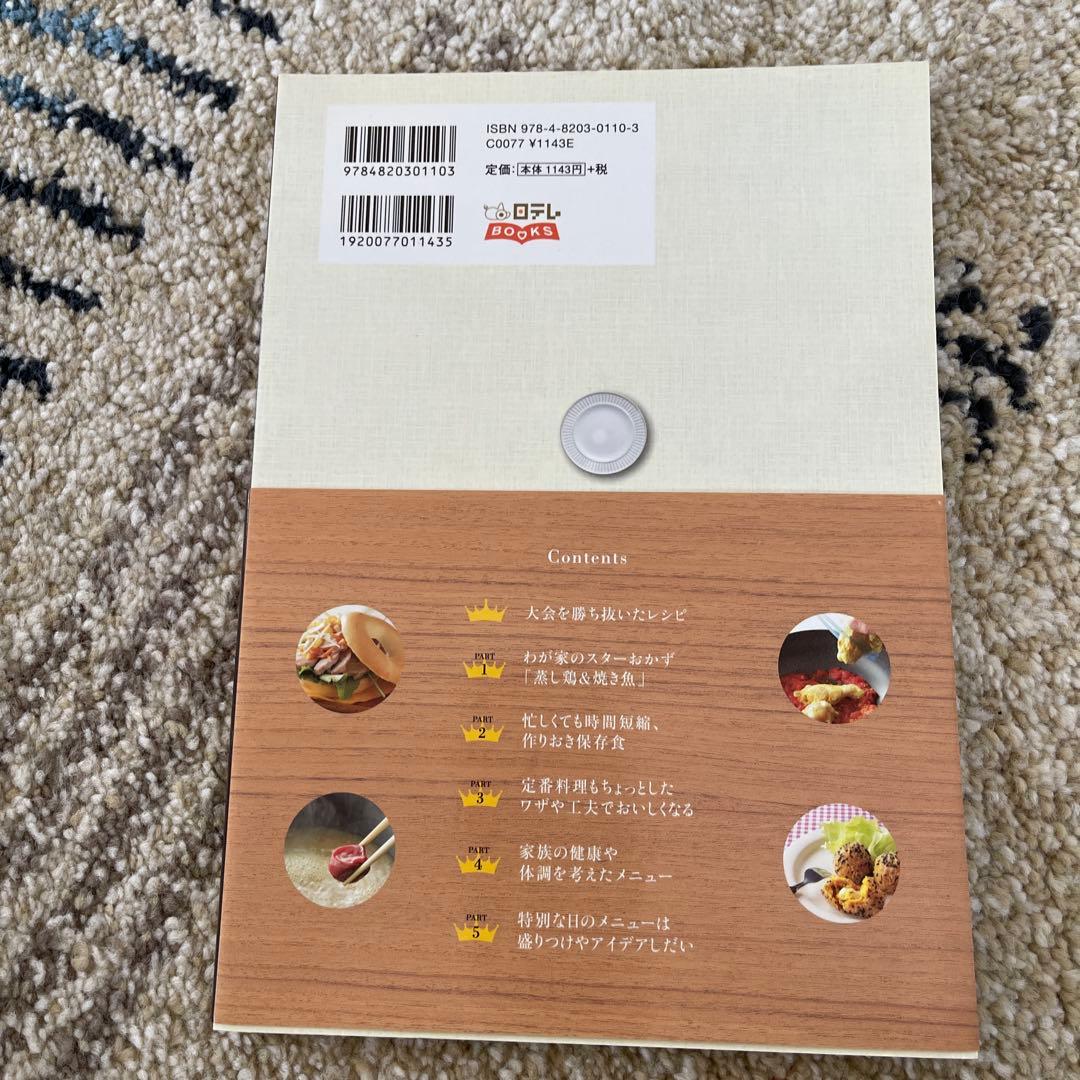 ISBN 978-4-8203-0110-3
C0077 ¥1143E
9784820301103
定価：本体 1143円+税
1920077011435
日テレ
BOOKS
Contents
大会を勝ち抜いたレシピ
PART
1
わが家のスターおかず
「蒸し鶏&焼き魚」
PART
2
忙しくても時間短縮、
作りおき保存食
PART
3
定番料理もちょっとした
ワザや工夫でおいしくなる
PART
4
家族の健康や
体調を考えたメニュー
PART
5
特別な日のメニューは
盛りつけやアイデアしだい